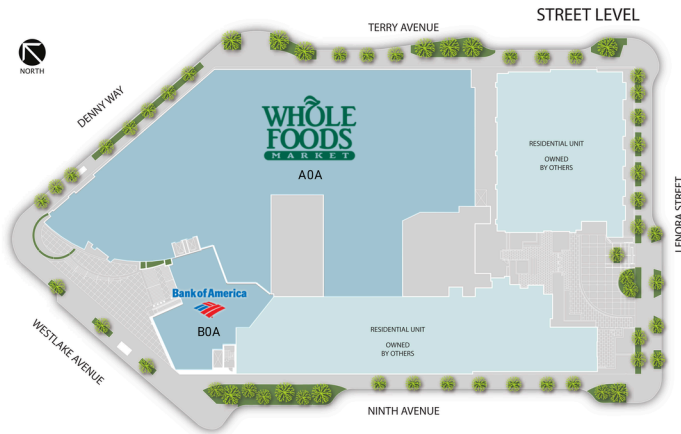 STREET LEVEL
TERRY AVENUE
NORTH
DENNY WAY
WHOLE
FOODS
MARKET
A0A
RESIDENTIAL UNIT
OWNED
BY OTHERS
LENORA STREET
Bank of America
B0A
RESIDENTIAL UNIT
OWNED
BY OTHERS
WESTLAKE AVENUE
NINTH AVENUE